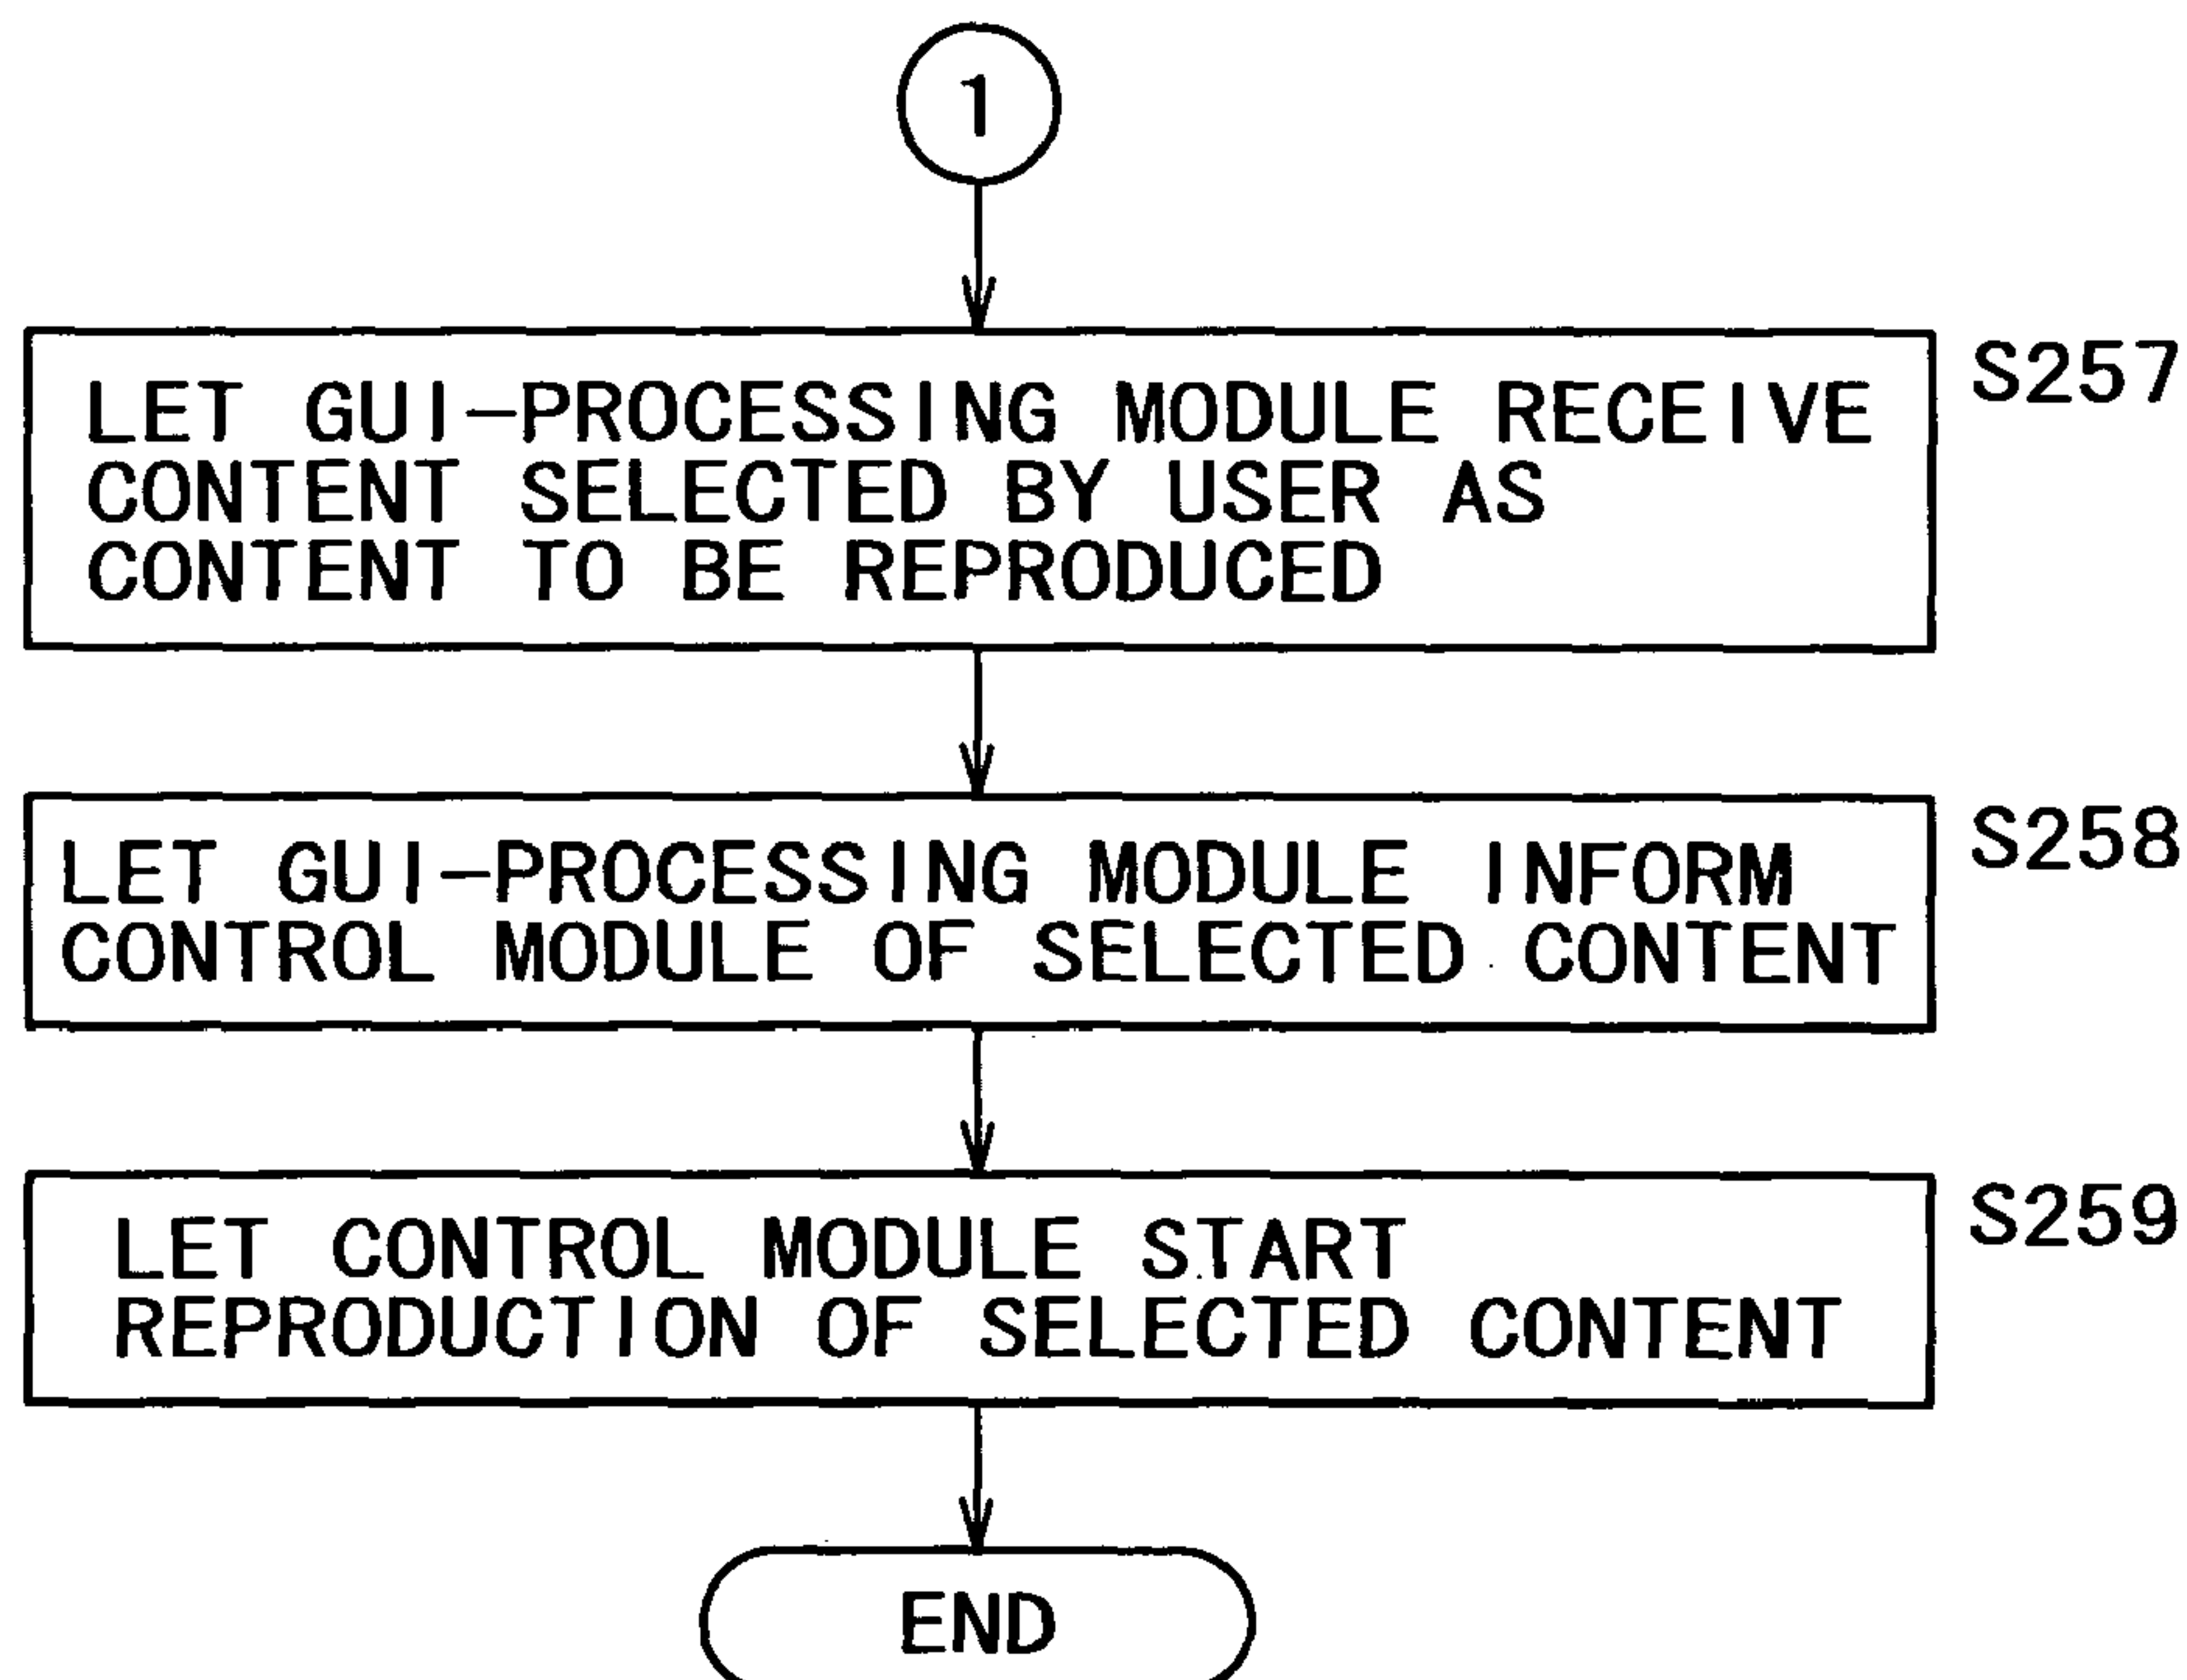 1
S257
LET GUI-PROCESSING MODULE RECEIVE
CONTENT SELECTED BY USER AS
CONTENT TO BE REPRODUCED
S258
LET GUI-PROCESSING MODULE INFORM
CONTROL MODULE OF SELECTED CONTENT
S259
LET CONTROL MODULE START
REPRODUCTION OF SELECTED CONTENT
END